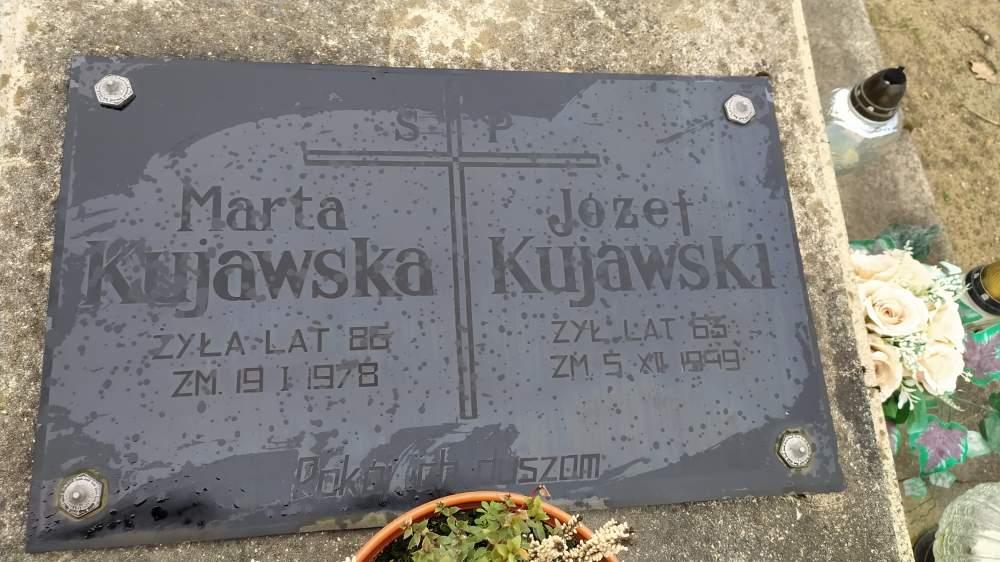 S P
Marta
Kujawska
ŻYŁA LAT 86
ZM. 19 I 1978
Józef
Kujawski
ŻYŁ LAT 63
ZM. 5 XII 1999
Pokój ich duszom